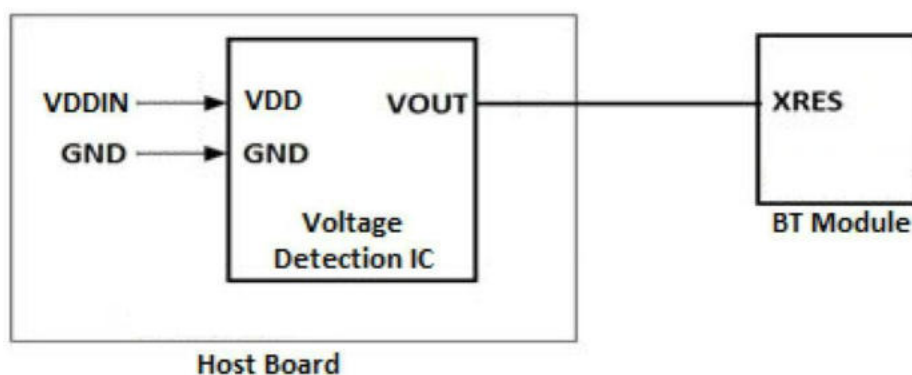 VDDIN
VDD
VOUT
XRES
GND
GND
Voltage
Detection IC
BT Module
Host Board